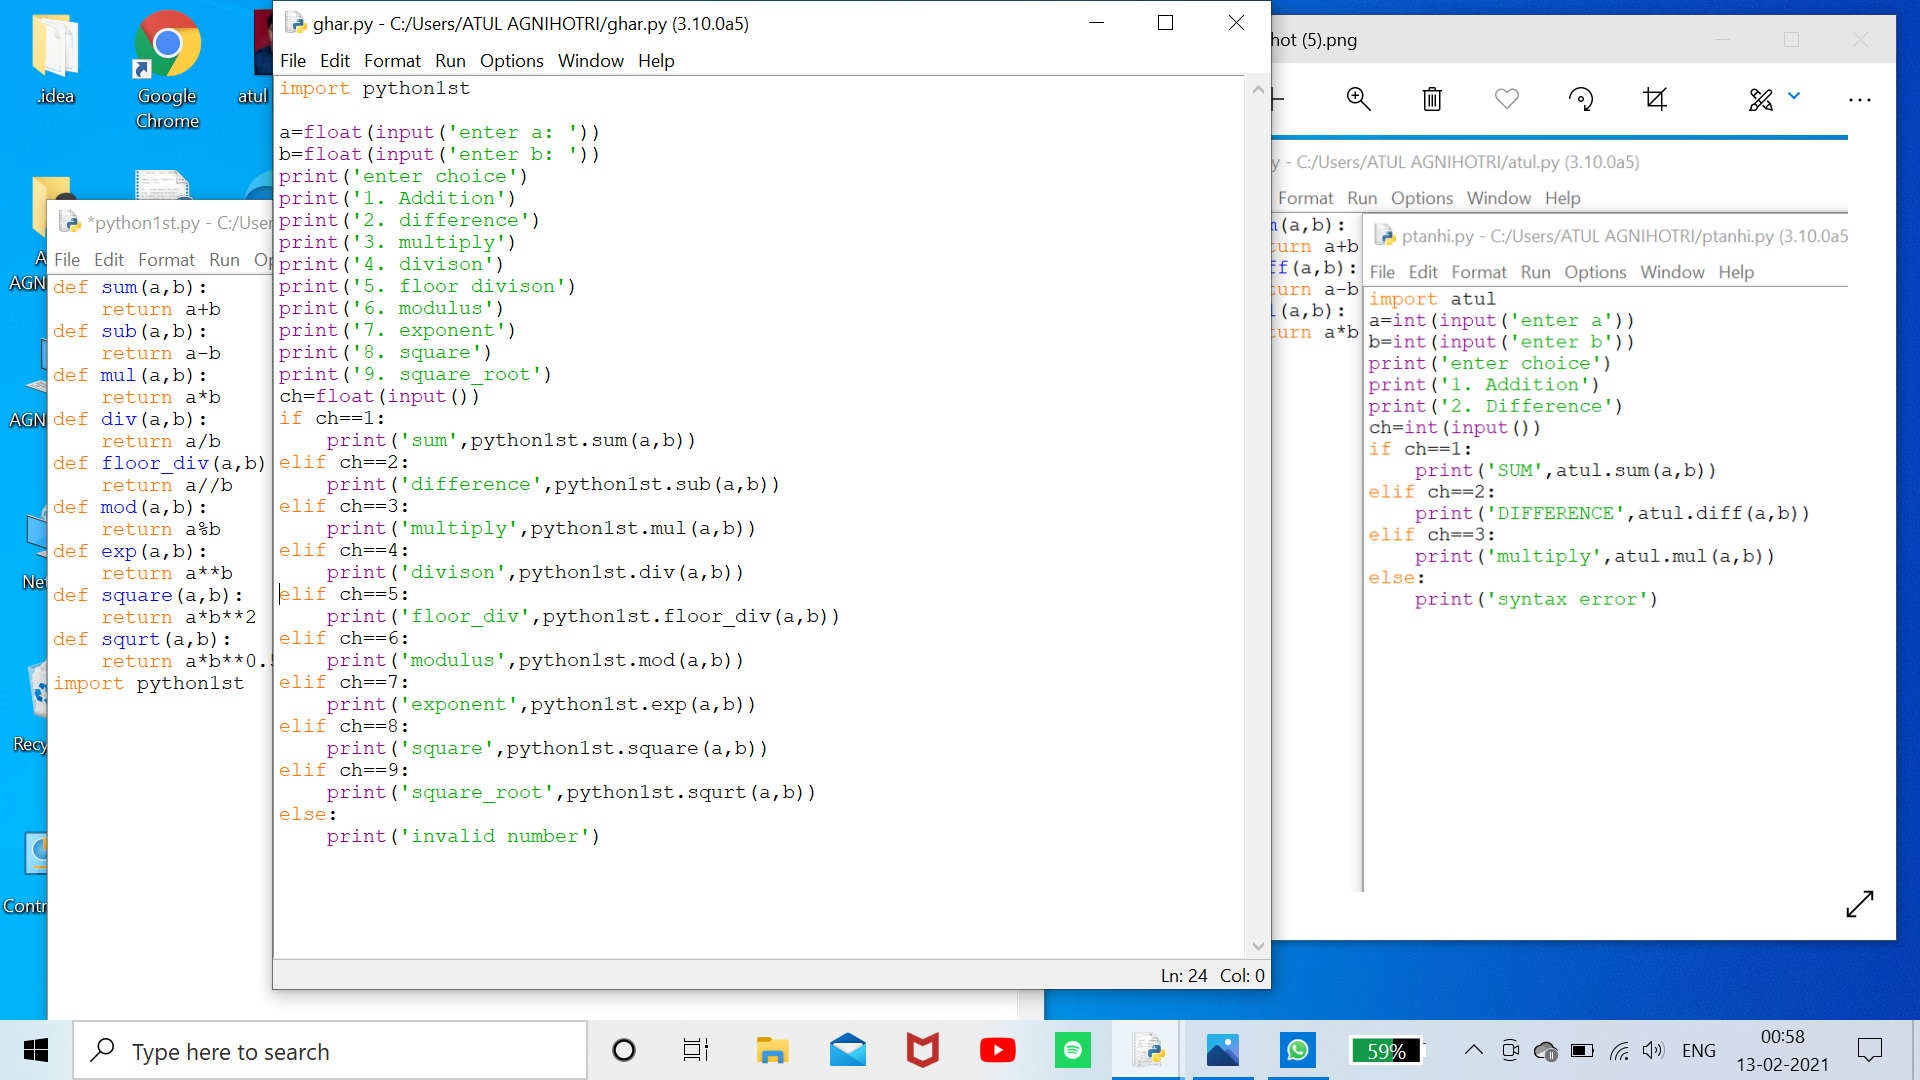 .idea
Google
Chrome
atul
AGN
AGN
Net
Recy
Contr
*python1st.py - C:/User
File Edit Format Run Op
def sum(a,b):
    return a+b
def sub(a,b):
    return a-b
def mul(a,b):
    return a*b
def div(a,b):
    return a/b
def floor_div(a,b)
    return a//b
def mod(a,b):
    return a%b
def exp(a,b):
    return a**b
def square(a,b):
    return a*b**2
def squrt(a,b):
    return a*b**0.5
import python1st
ghar.py - C:/Users/ATUL AGNIHOTRI/ghar.py (3.10.0a5)
File Edit Format Run Options Window Help
import python1st
a=float(input('enter a: '))
b=float(input('enter b: '))
print('enter choice')
print('1. Addition')
print('2. difference')
print('3. multiply')
print('4. divison')
print('5. floor divison')
print('6. modulus')
print('7. exponent')
print('8. square')
print('9. square_root')
ch=float(input())
if ch==1:
    print('sum',python1st.sum(a,b))
elif ch==2:
    print('difference',python1st.sub(a,b))
elif ch==3:
    print('multiply',python1st.mul(a,b))
elif ch==4:
    print('divison',python1st.div(a,b))
elif ch==5:
    print('floor_div',python1st.floor_div(a,b))
elif ch==6:
    print('modulus',python1st.mod(a,b))
elif ch==7:
    print('exponent',python1st.exp(a,b))
elif ch==8:
    print('square',python1st.square(a,b))
elif ch==9:
    print('square_root',python1st.squrt(a,b))
else:
    print('invalid number')
Ln: 24 Col: 0
hot (5).png
y - C:/Users/ATUL AGNIHOTRI/atul.py (3.10.0a5)
Format Run Options Window Help
m(a,b):
turn a+b
ff(a,b):
turn a-b
l(a,b):
turn a*b
ptanhi.py - C:/Users/ATUL AGNIHOTRI/ptanhi.py (3.10.0a5
File Edit Format Run Options Window Help
import atul
a=int(input('enter a'))
b=int(input('enter b'))
print('enter choice')
print('1. Addition')
print('2. Difference')
ch=int(input())
if ch==1:
    print('SUM',atul.sum(a,b))
elif ch==2:
    print('DIFFERENCE',atul.diff(a,b))
elif ch==3:
    print('multiply',atul.mul(a,b))
else:
    print('syntax error')
Type here to search
59%
ENG
00:58
13-02-2021